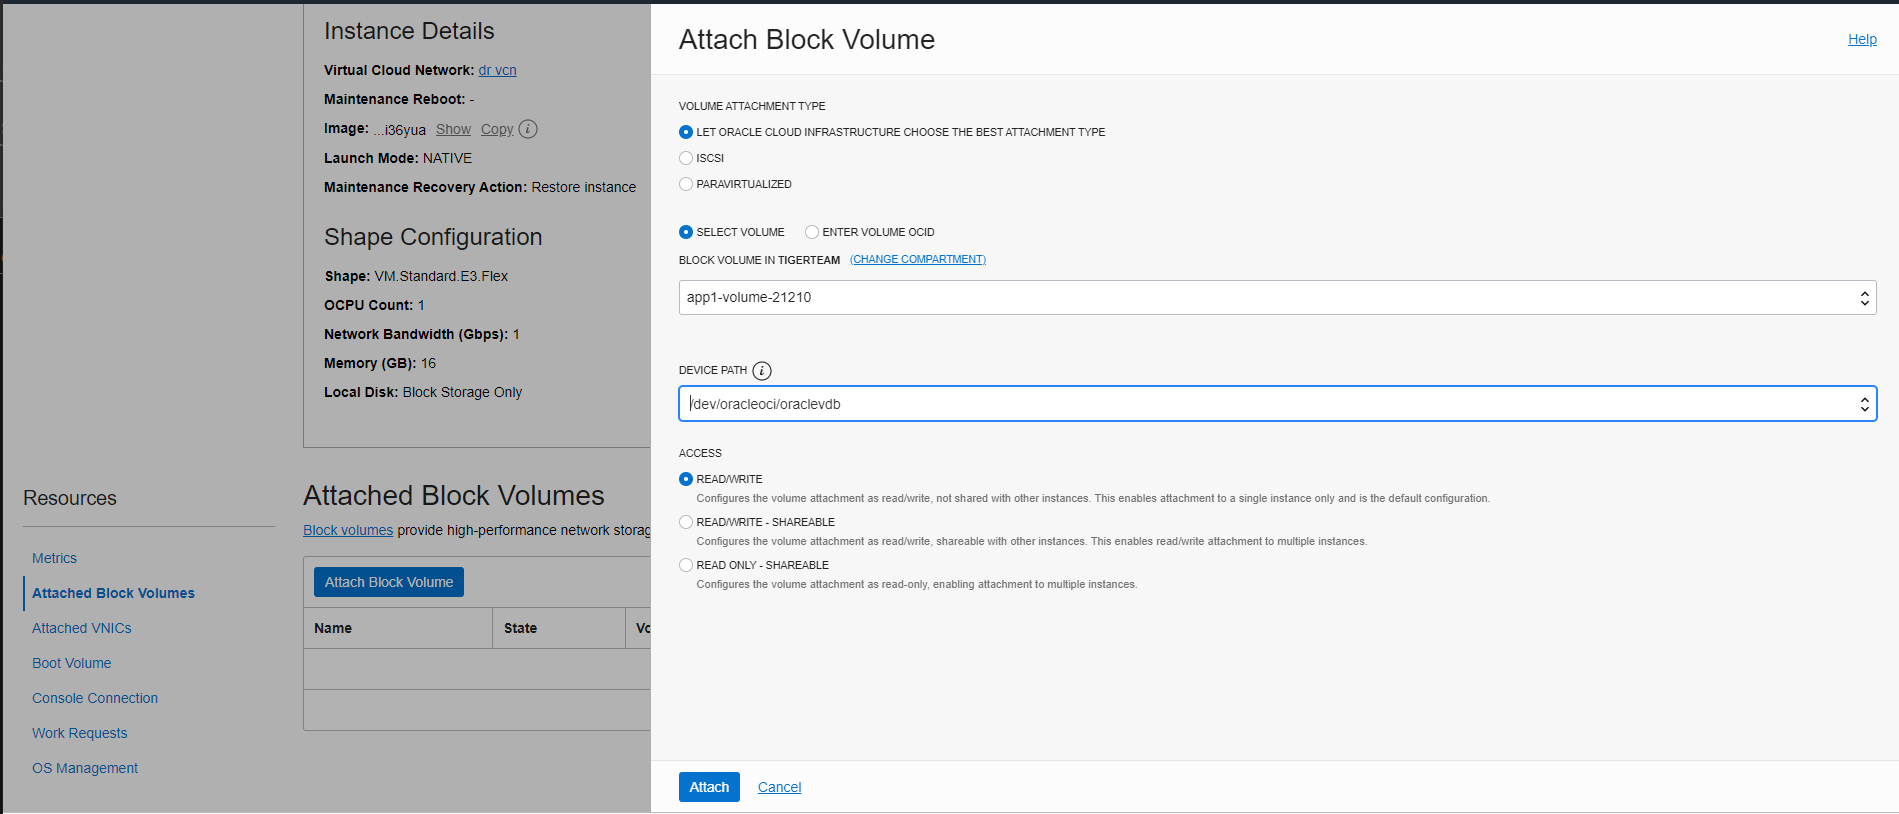 Instance Details
Virtual Cloud Network: dr vcn
Maintenance Reboot: -
Image: ...i36yua Show Copy i
Launch Mode: NATIVE
Maintenance Recovery Action: Restore instance
Shape Configuration
Shape: VM.Standard.E3.Flex
OCPU Count: 1
Network Bandwidth (Gbps): 1
Memory (GB): 16
Local Disk: Block Storage Only
Resources
Metrics
Attached Block Volumes
Attached VNICs
Boot Volume
Console Connection
Work Requests
OS Management
Attached Block Volumes
Block volumes provide high-performance network storag
Attach Block Volume
Name State Vo
Attach Block Volume
Help
VOLUME ATTACHMENT TYPE
LET ORACLE CLOUD INFRASTRUCTURE CHOOSE THE BEST ATTACHMENT TYPE
ISCSI
PARAVIRTUALIZED
SELECT VOLUME ENTER VOLUME OCID
BLOCK VOLUME IN TIGERTEAM (CHANGE COMPARTMENT)
app1-volume-21210
DEVICE PATH i
/dev/oracleoci/oraclevdb
ACCESS
READ/WRITE
Configures the volume attachment as read/write, not shared with other instances. This enables attachment to a single instance only and is the default configuration.
READ/WRITE - SHAREABLE
Configures the volume attachment as read/write, shareable with other instances. This enables read/write attachment to multiple instances.
READ ONLY - SHAREABLE
Configures the volume attachment as read-only, enabling attachment to multiple instances.
Attach Cancel